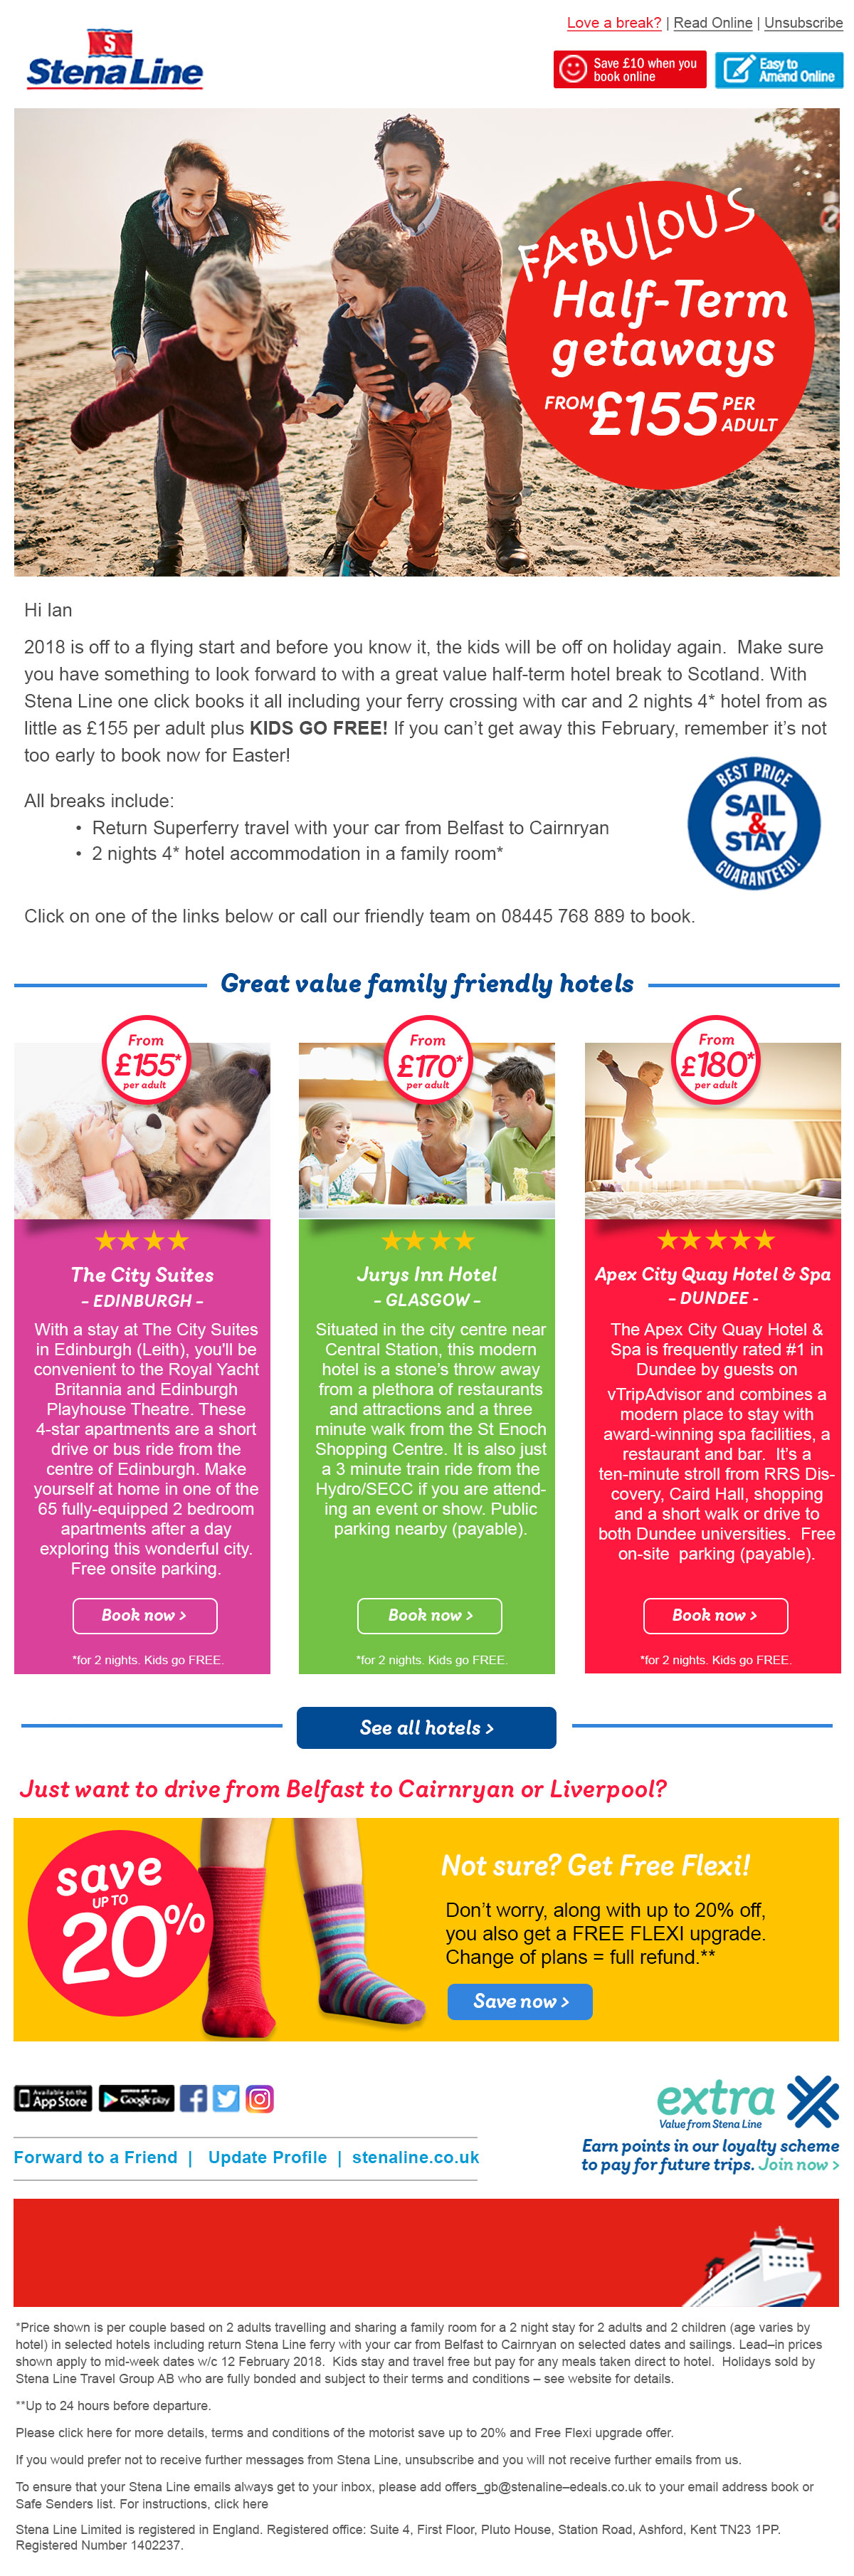 Love a break? | Read Online | Unsubscribe
S
Stena Line
Save £10 when you
book online
Easy to
Amend Online
FABULOUS
Half-Term
getaways
FROM £155 PER
ADULT
Hi Ian
2018 is off to a flying start and before you know it, the kids will be off on holiday again.  Make sure
you have something to look forward to with a great value half-term hotel break to Scotland. With
Stena Line one click books it all including your ferry crossing with car and 2 nights 4* hotel from as
little as £155 per adult plus KIDS GO FREE! If you can’t get away this February, remember it’s not
too early to book now for Easter!
All breaks include:
• Return Superferry travel with your car from Belfast to Cairnryan
• 2 nights 4* hotel accommodation in a family room*
BEST PRICE
SAIL
&
STAY
GUARANTEED!
Click on one of the links below or call our friendly team on 08445 768 889 to book.
Great value family friendly hotels
From
£155*
per adult
The City Suites
– EDINBURGH –
With a stay at The City Suites
in Edinburgh (Leith), you'll be
convenient to the Royal Yacht
Britannia and Edinburgh
Playhouse Theatre. These
4-star apartments are a short
drive or bus ride from the
centre of Edinburgh. Make
yourself at home in one of the
65 fully-equipped 2 bedroom
apartments after a day
exploring this wonderful city.
Free onsite parking.
Book now >
*for 2 nights. Kids go FREE.
From
£170*
per adult
Jurys Inn Hotel
– GLASGOW –
Situated in the city centre near
Central Station, this modern
hotel is a stone’s throw away
from a plethora of restaurants
and attractions and a three
minute walk from the St Enoch
Shopping Centre. It is also just
a 3 minute train ride from the
Hydro/SECC if you are attend-
ing an event or show. Public
parking nearby (payable).
Book now >
*for 2 nights. Kids go FREE.
From
£180*
per adult
Apex City Quay Hotel & Spa
– DUNDEE -
The Apex City Quay Hotel &
Spa is frequently rated #1 in
Dundee by guests on
vTripAdvisor and combines a
modern place to stay with
award-winning spa facilities, a
restaurant and bar.  It’s a
ten-minute stroll from RRS Dis-
covery, Caird Hall, shopping
and a short walk or drive to
both Dundee universities.  Free
on-site  parking (payable).
Book now >
*for 2 nights. Kids go FREE.
See all hotels >
Just want to drive from Belfast to Cairnryan or Liverpool?
save
UP TO
20%
Not sure? Get Free Flexi!
Don’t worry, along with up to 20% off,
you also get a FREE FLEXI upgrade.
Change of plans = full refund.**
Save now >
Available on the
App Store
Google play
extra
Value from Stena Line
Forward to a Friend | Update Profile | stenaline.co.uk
Earn points in our loyalty scheme
to pay for future trips. Join now >
*Price shown is per couple based on 2 adults travelling and sharing a family room for a 2 night stay for 2 adults and 2 children (age varies by
hotel) in selected hotels including return Stena Line ferry with your car from Belfast to Cairnryan on selected dates and sailings. Lead–in prices
shown apply to mid-week dates w/c 12 February 2018.  Kids stay and travel free but pay for any meals taken direct to hotel.  Holidays sold by
Stena Line Travel Group AB who are fully bonded and subject to their terms and conditions – see website for details.
**Up to 24 hours before departure.
Please click here for more details, terms and conditions of the motorist save up to 20% and Free Flexi upgrade offer.
If you would prefer not to receive further messages from Stena Line, unsubscribe and you will not receive further emails from us.
To ensure that your Stena Line emails always get to your inbox, please add offers_gb@stenaline–edeals.co.uk to your email address book or
Safe Senders list. For instructions, click here
Stena Line Limited is registered in England. Registered office: Suite 4, First Floor, Pluto House, Station Road, Ashford, Kent TN23 1PP.
Registered Number 1402237.